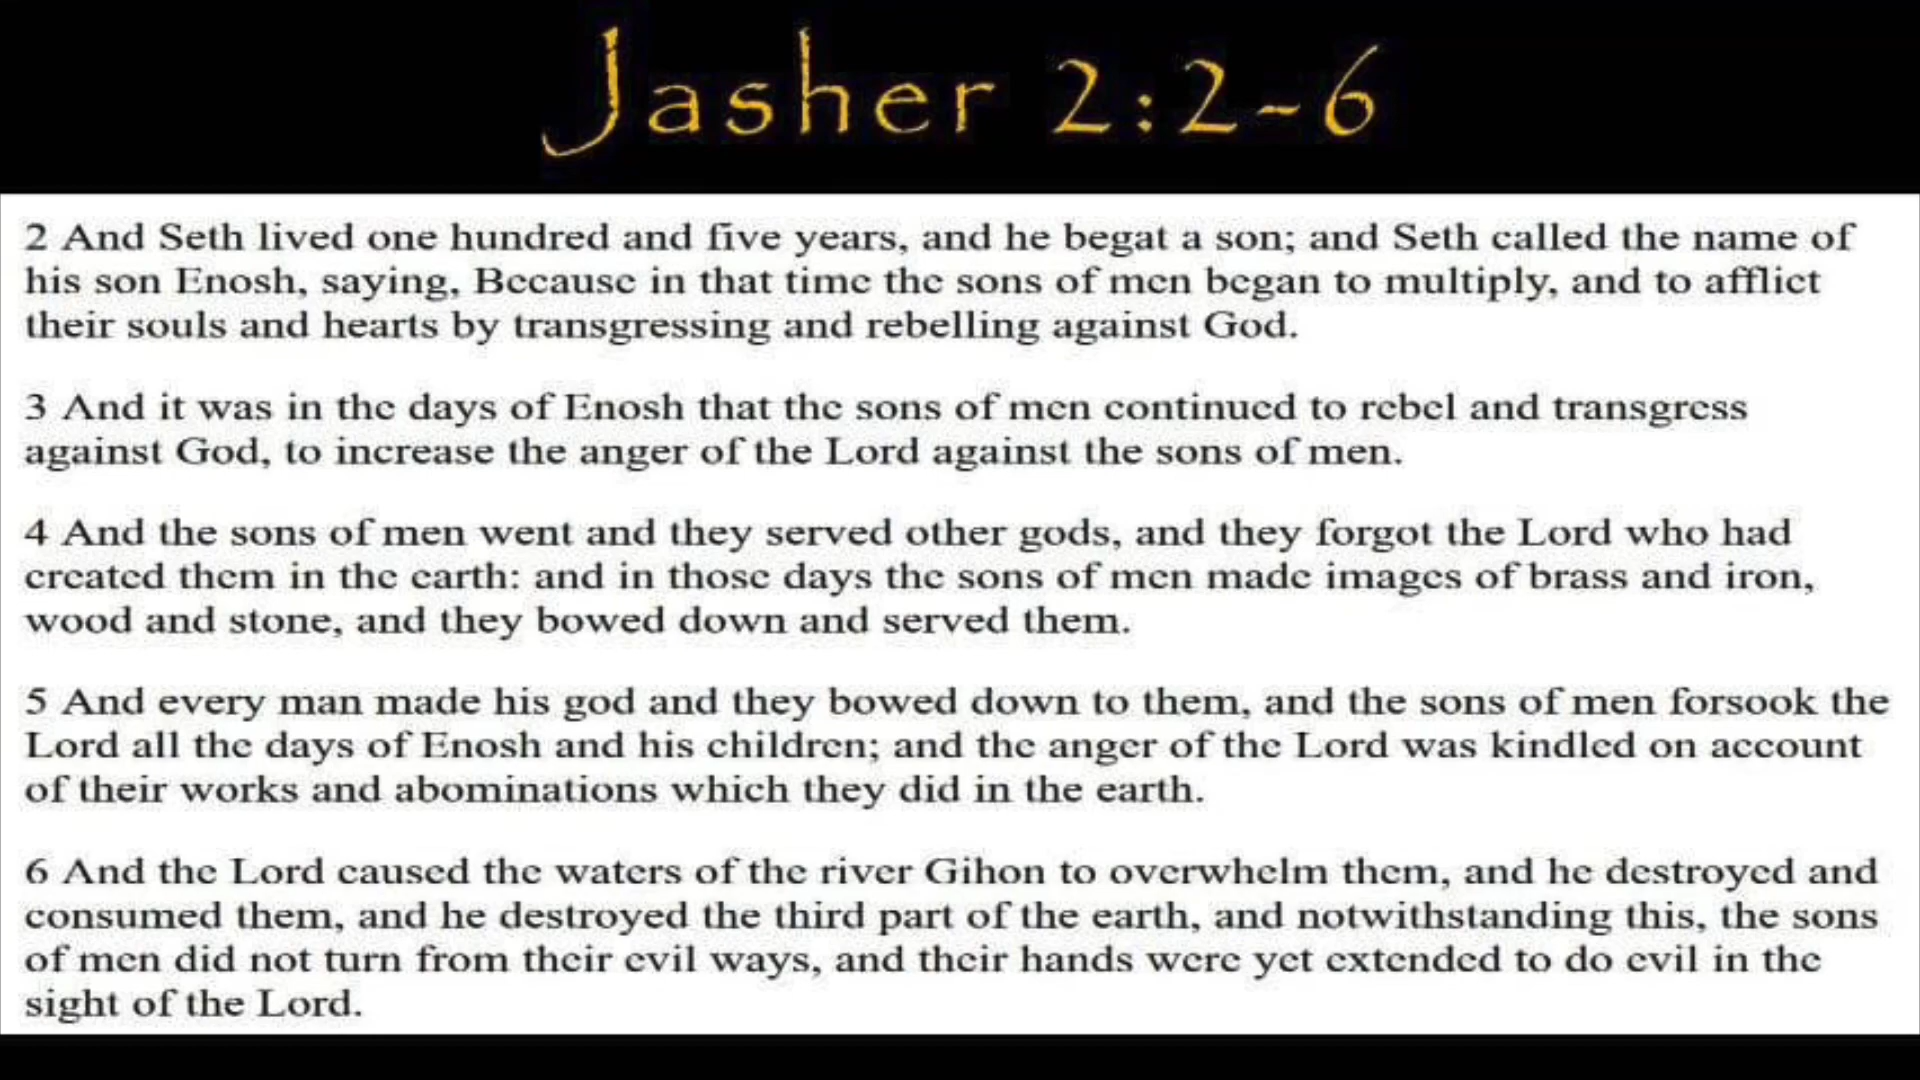 Jasher 2:2-6
2 And Seth lived one hundred and five years, and he begat a son; and Seth called the name of
his son Enosh, saying, Because in that time the sons of men began to multiply, and to afflict
their souls and hearts by transgressing and rebelling against God.
3 And it was in the days of Enosh that the sons of men continued to rebel and transgress
against God, to increase the anger of the Lord against the sons of men.
4 And the sons of men went and they served other gods, and they forgot the Lord who had
created them in the earth: and in those days the sons of men made images of brass and iron,
wood and stone, and they bowed down and served them.
5 And every man made his god and they bowed down to them, and the sons of men forsook the
Lord all the days of Enosh and his children; and the anger of the Lord was kindled on account
of their works and abominations which they did in the earth.
6 And the Lord caused the waters of the river Gihon to overwhelm them, and he destroyed and
consumed them, and he destroyed the third part of the earth, and notwithstanding this, the sons
of men did not turn from their evil ways, and their hands were yet extended to do evil in the
sight of the Lord.